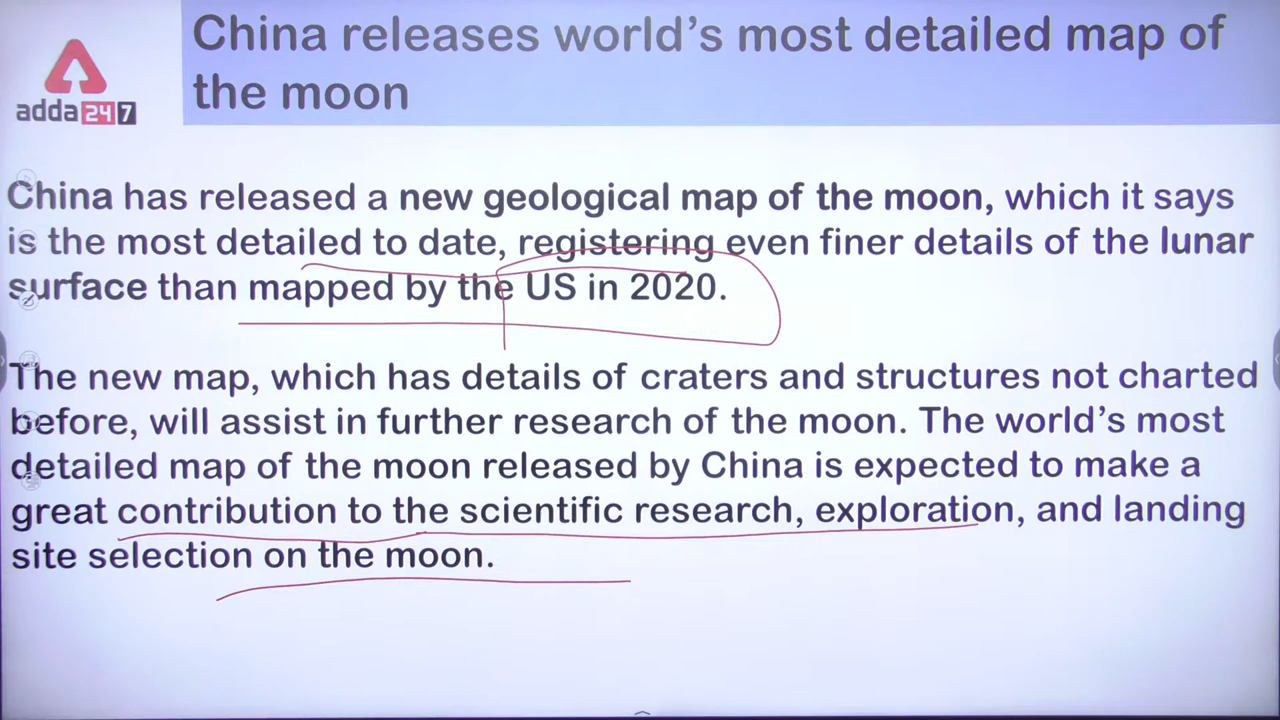 China releases world's most detailed map of
the moon
adda247
China has released a new geological map of the moon, which it says
is the most detailed to date, registering even finer details of the lunar
surface than mapped by the US in 2020.
The new map, which has details of craters and structures not charted
before, will assist in further research of the moon. The world's most
detailed map of the moon released by China is expected to make a
great contribution to the scientific research, exploration, and landing
site selection on the moon.